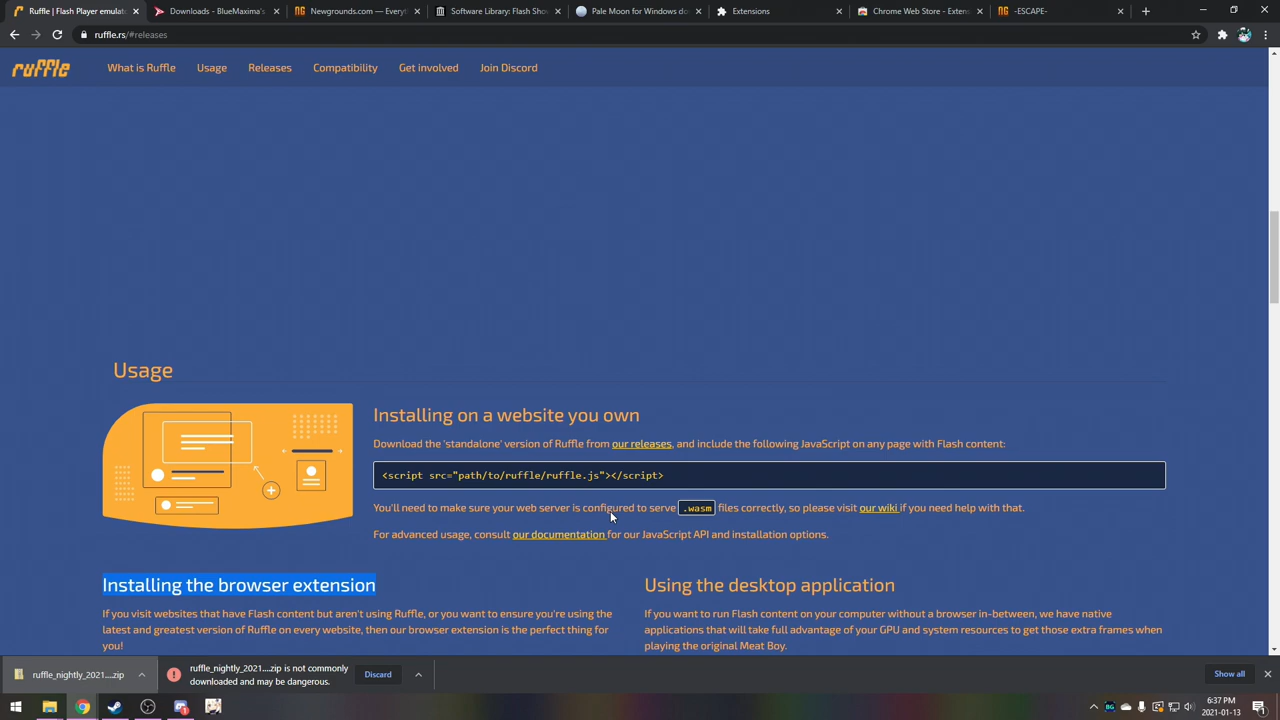 Ruffle | Flash Player emulat
Downloads - BlueMaxima's
Newgrounds.com — Every
Software Library: Flash Show
Pale Moon for Windows do
Extensions
Chrome Web Store - Exten
-ESCAPE-
ruffle.rs/#releases
ruffle
What is Ruffle
Usage
Releases
Compatibility
Get involved
Join Discord
Usage
Installing on a website you own
Download the 'standalone' version of Ruffle from our releases, and include the following JavaScript on any page with Flash content:
<script src="path/to/ruffle/ruffle.js"></script>
You'll need to make sure your web server is configured to serve .wasm files correctly, so please visit our wiki if you need help with that.
For advanced usage, consult our documentation for our JavaScript API and installation options.
Installing the browser extension
If you visit websites that have Flash content but aren't using Ruffle, or you want to ensure you're using the
latest and greatest version of Ruffle on every website, then our browser extension is the perfect thing for
you!
Using the desktop application
If you want to run Flash content on your computer without a browser in-between, we have native
applications that will take full advantage of your GPU and system resources to get those extra frames when
playing the original Meat Boy.
ruffle_nightly_2021....zip
ruffle_nightly_2021....zip is not commonly
downloaded and may be dangerous.
Discard
Show all
BG
6:37 PM
2021-01-13